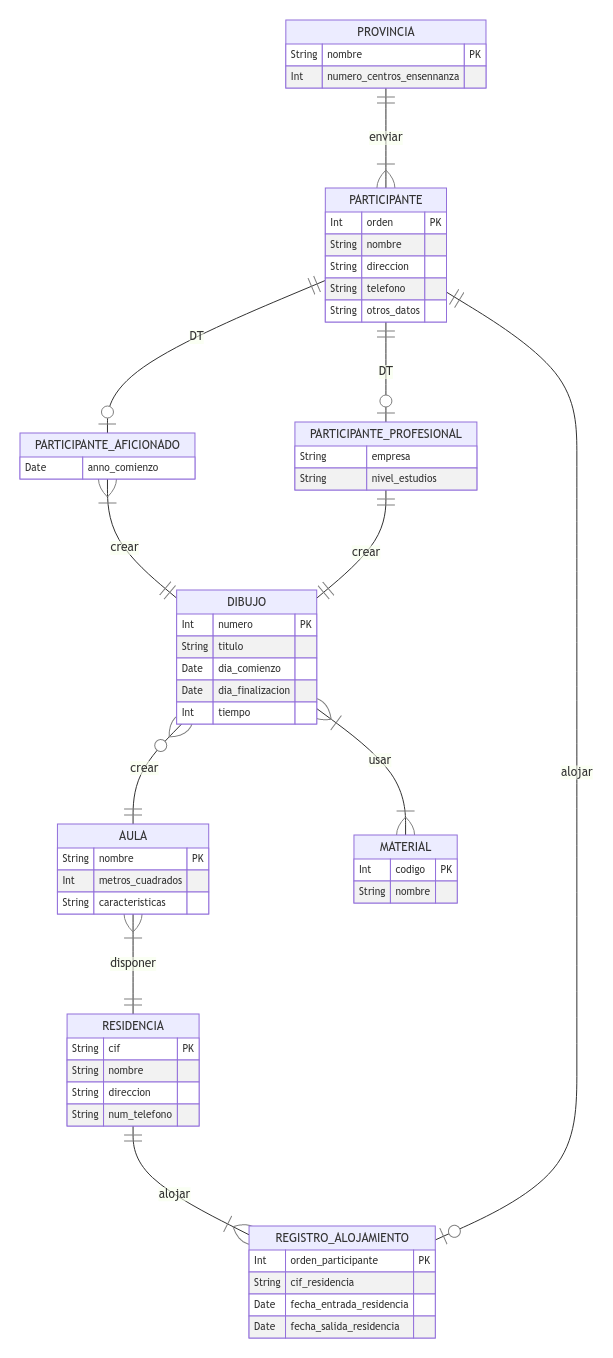 PROVINCIA
String nombre PK
Int numero_centros_ensennanza
enviar
PARTICIPANTE
Int orden PK
String nombre
String direccion
String telefono
String otros_datos
DT
DT
PARTICIPANTE_AFICIONADO
Date anno_comienzo
PARTICIPANTE_PROFESIONAL
String empresa
String nivel_estudios
crear
crear
DIBUJO
Int numero PK
String titulo
Date dia_comienzo
Date dia_finalizacion
Int tiempo
crear
usar
alojar
AULA
String nombre PK
Int metros_cuadrados
String caracteristicas
MATERIAL
Int codigo PK
String nombre
disponer
RESIDENCIA
String cif PK
String nombre
String direccion
String num_telefono
alojar
REGISTRO_ALOJAMIENTO
Int orden_participante PK
String cif_residencia
Date fecha_entrada_residencia
Date fecha_salida_residencia